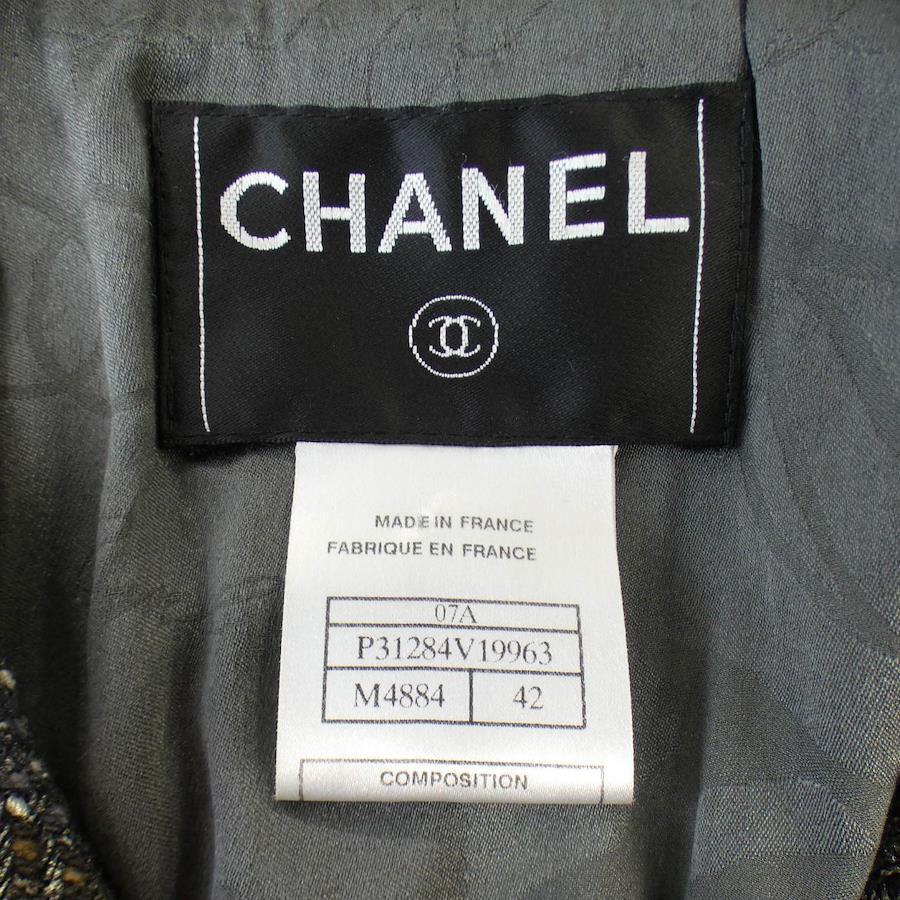 CHANEL
MADE IN FRANCE
FABRIQUE EN FRANCE
07A
P31284V19963
M4884 42
COMPOSITION